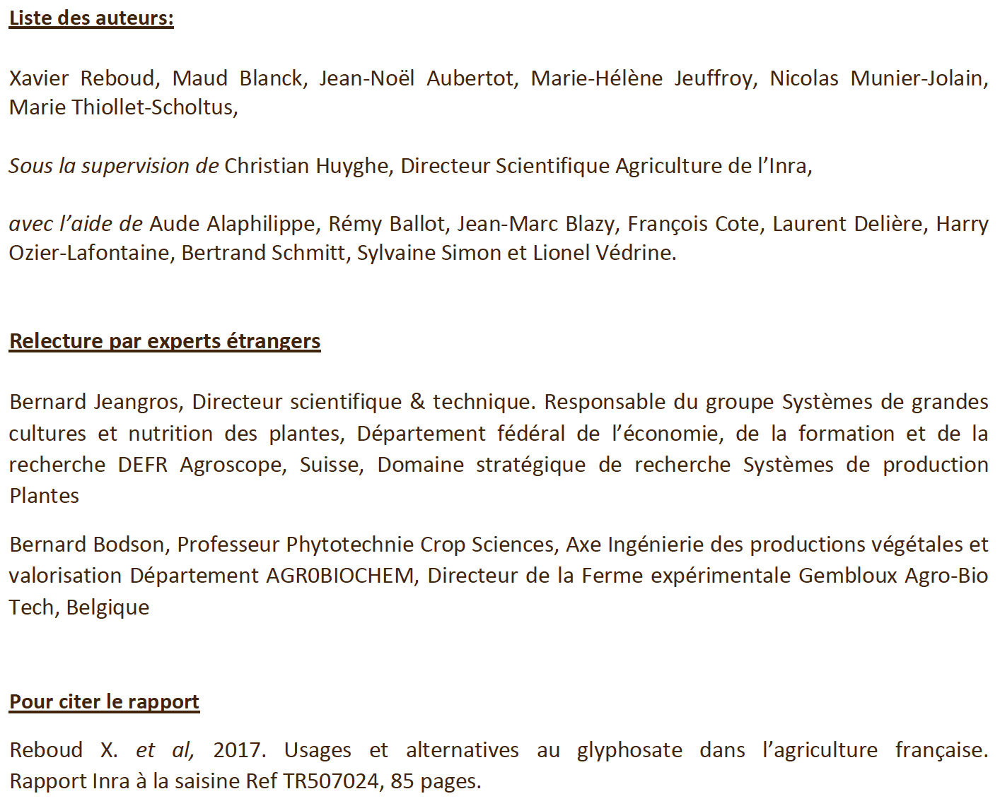 Liste des auteurs:
Xavier Reboud, Maud Blanck, Jean-Noël Aubertot, Marie-Hélène Jeuffroy, Nicolas Munier-Jolain,
Marie Thiollet-Scholtus,
Sous la supervision de Christian Huyghe, Directeur Scientifique Agriculture de l’Inra,
avec l’aide de Aude Alaphilippe, Rémy Ballot, Jean-Marc Blazy, François Cote, Laurent Delière, Harry
Ozier-Lafontaine, Bertrand Schmitt, Sylvaine Simon et Lionel Védrine.
Relecture par experts étrangers
Bernard Jeangros, Directeur scientifique & technique. Responsable du groupe Systèmes de grandes
cultures et nutrition des plantes, Département fédéral de l’économie, de la formation et de la
recherche DEFR Agroscope, Suisse, Domaine stratégique de recherche Systèmes de production
Plantes
Bernard Bodson, Professeur Phytotechnie Crop Sciences, Axe Ingénierie des productions végétales et
valorisation Département AGR0BIOCHEM, Directeur de la Ferme expérimentale Gembloux Agro-Bio
Tech, Belgique
Pour citer le rapport
Reboud X. et al, 2017. Usages et alternatives au glyphosate dans l’agriculture française.
Rapport Inra à la saisine Ref TR507024, 85 pages.